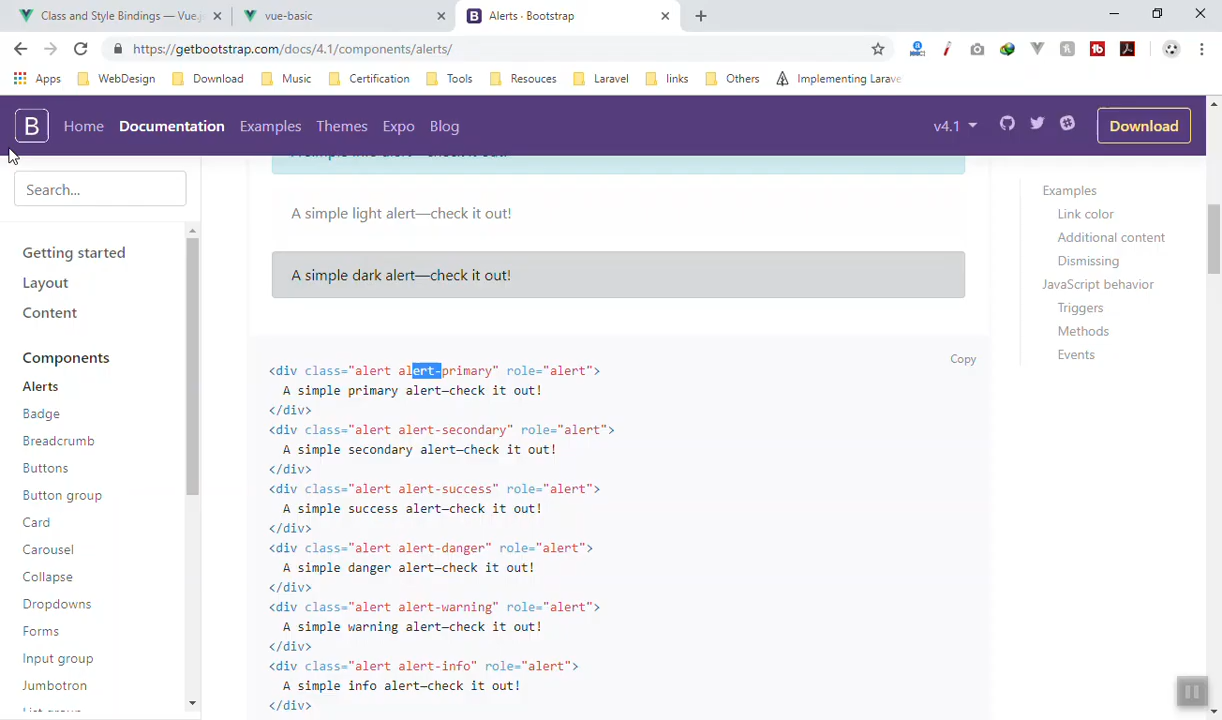 Class and Style Bindings — Vue.j
vue-basic
Alerts · Bootstrap
https://getbootstrap.com/docs/4.1/components/alerts/
Apps
WebDesign
Download
Music
Certification
Tools
Resouces
Laravel
links
Others
Implementing Larave
B
Home
Documentation
Examples
Themes
Expo
Blog
v4.1
Download
Search...
Getting started
Layout
Content
Components
Alerts
Badge
Breadcrumb
Buttons
Button group
Card
Carousel
Collapse
Dropdowns
Forms
Input group
Jumbotron
List group
A simple info alert—check it out!
A simple light alert—check it out!
A simple dark alert—check it out!
Copy
<div class="alert alert-primary" role="alert">
A simple primary alert—check it out!
</div>
<div class="alert alert-secondary" role="alert">
A simple secondary alert—check it out!
</div>
<div class="alert alert-success" role="alert">
A simple success alert—check it out!
</div>
<div class="alert alert-danger" role="alert">
A simple danger alert—check it out!
</div>
<div class="alert alert-warning" role="alert">
A simple warning alert—check it out!
</div>
<div class="alert alert-info" role="alert">
A simple info alert—check it out!
</div>
Examples
Link color
Additional content
Dismissing
JavaScript behavior
Triggers
Methods
Events